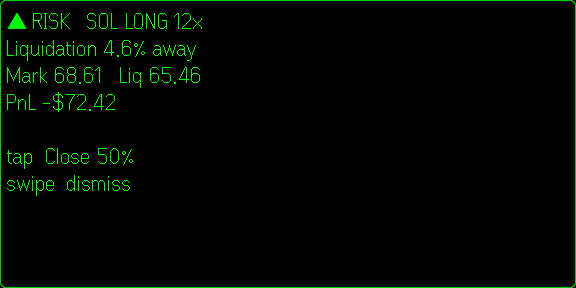 ▲ RISK SOL LONG 12x
Liquidation 4.6% away
Mark 68.61 Liq 65.46
PnL -$72.42
tap Close 50%
swipe dismiss